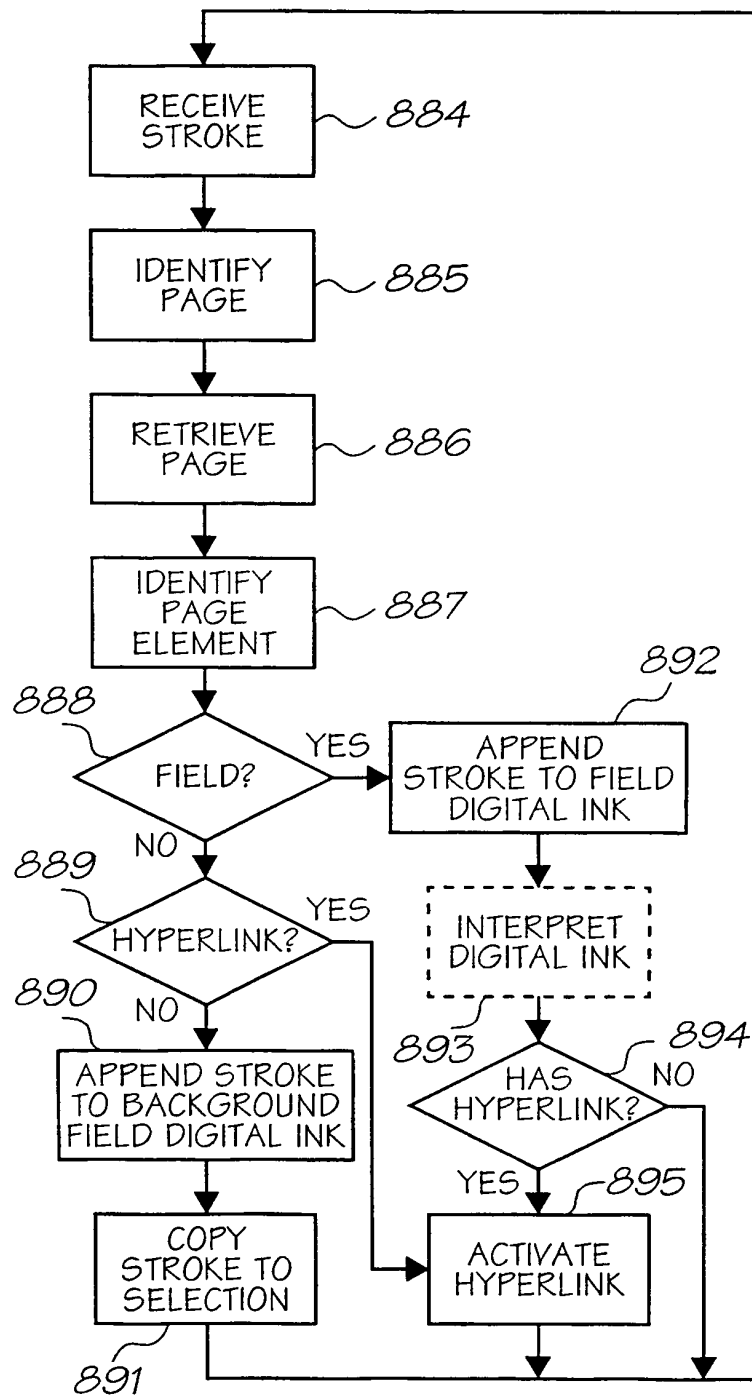 RECEIVE
STROKE
884
IDENTIFY
PAGE
885
RETRIEVE
PAGE
886
IDENTIFY
PAGE
ELEMENT
887
888
FIELD?
YES
NO
892
APPEND
STROKE TO FIELD
DIGITAL INK
889
HYPERLINK?
YES
NO
INTERPRET
DIGITAL INK
893
890
APPEND STROKE
TO BACKGROUND
FIELD DIGITAL INK
894
HAS
HYPERLINK?
NO
YES
895
ACTIVATE
HYPERLINK
COPY
STROKE TO
SELECTION
891